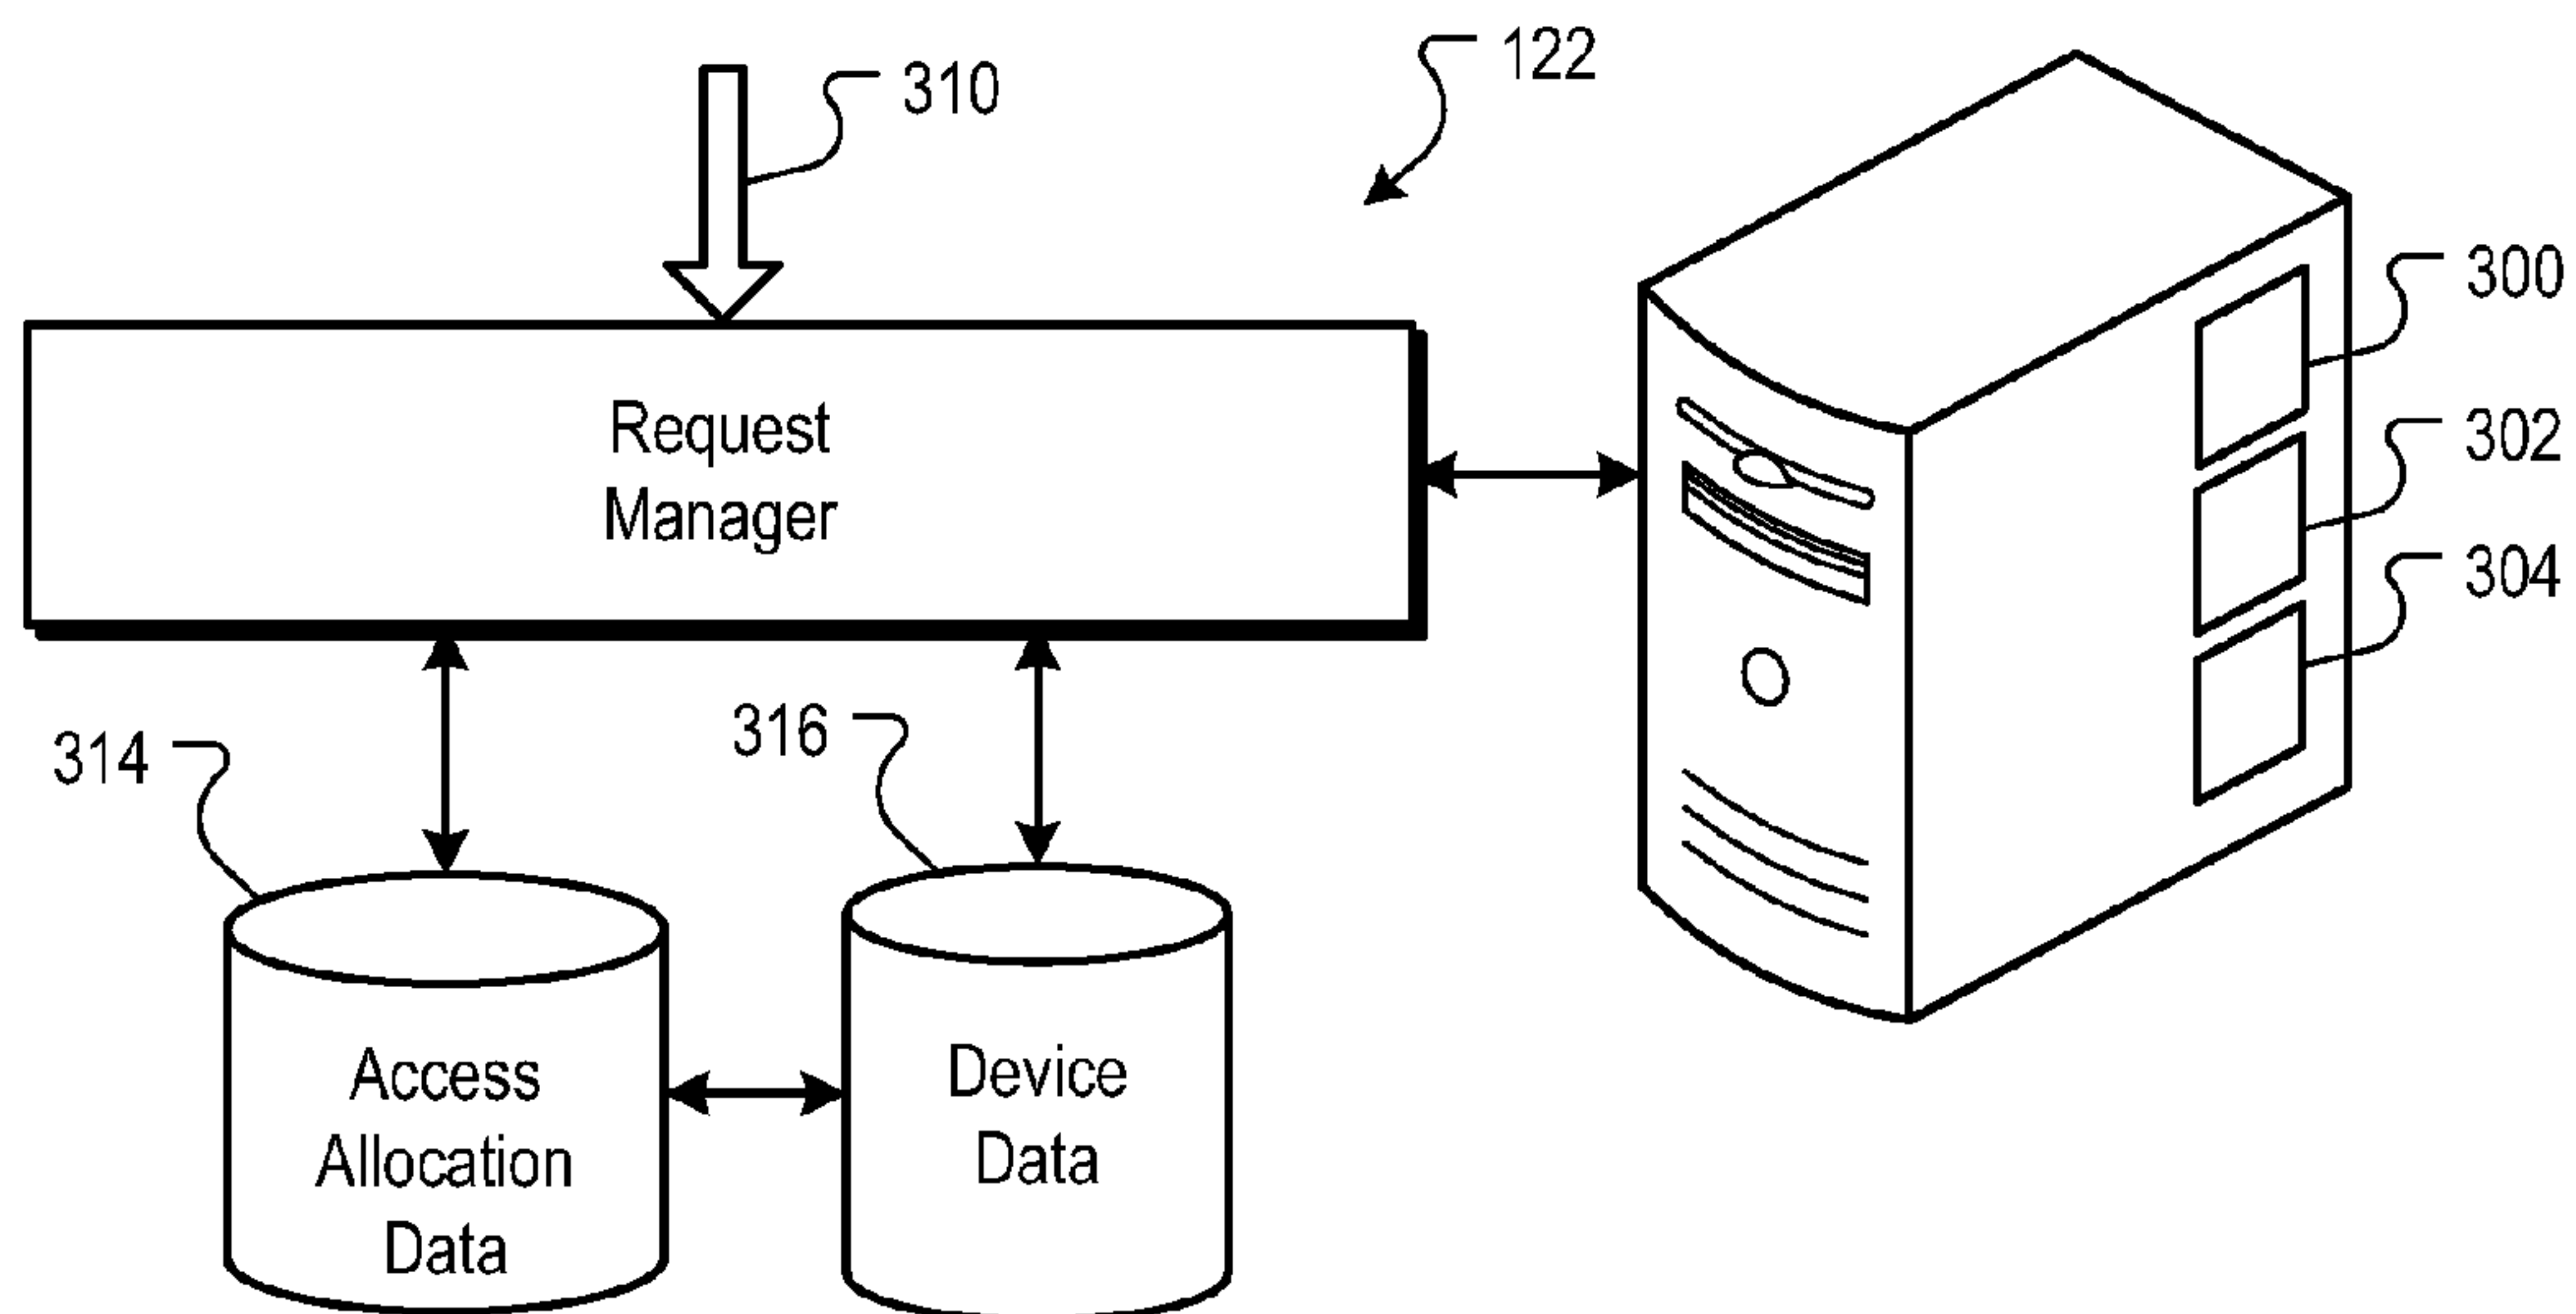 122
310
300
Request
Manager
302
304
316
314
Access
Allocation
Data
Device
Data